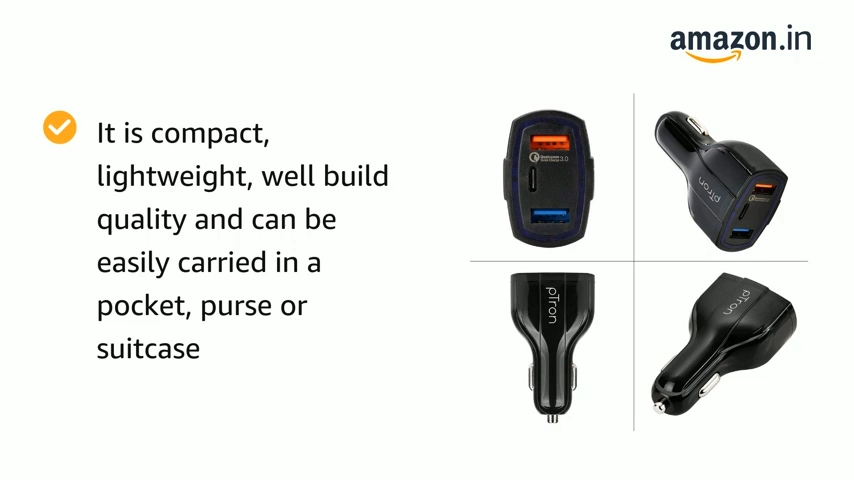 amazon.in
It is compact,
lightweight, well build
quality and can be
easily carried in a
pocket, purse or
suitcase
3.0
pTron
pTron
pTron